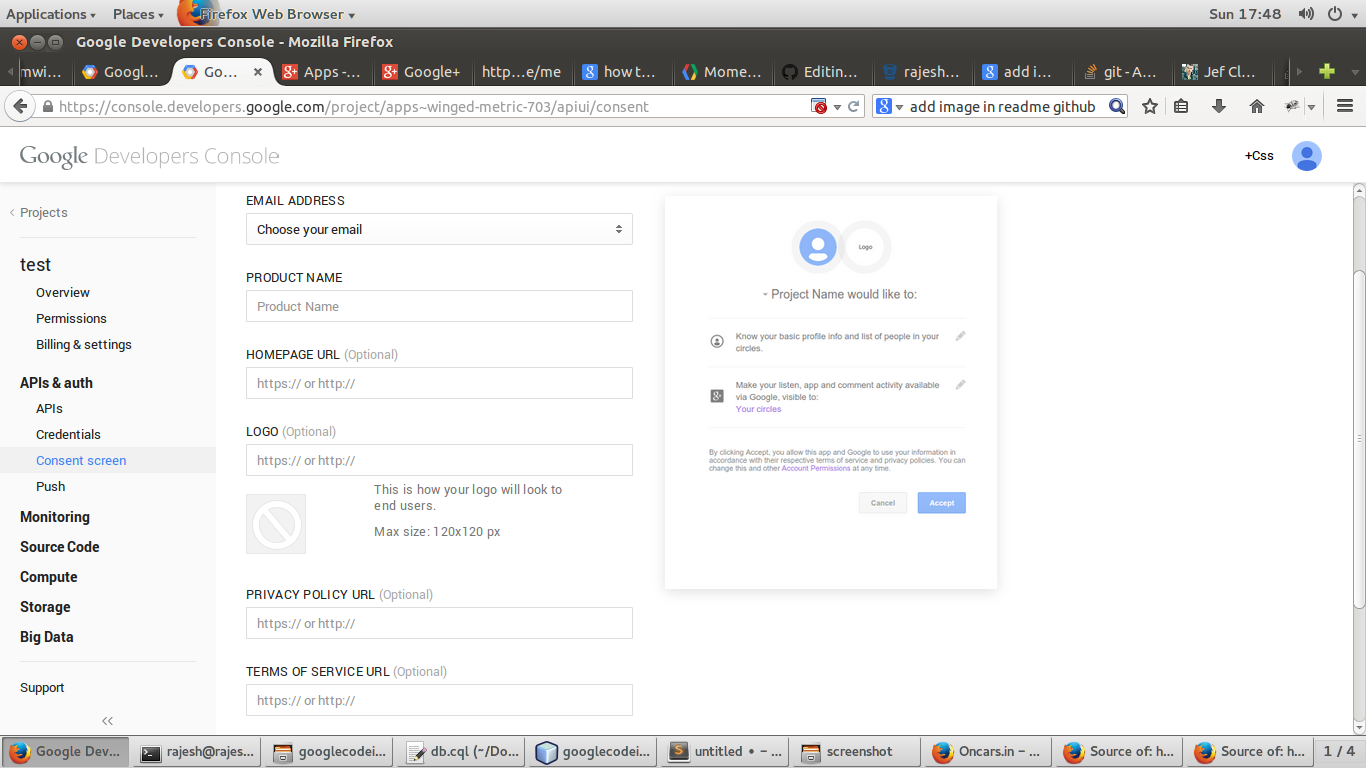 Applications Places Firefox Web Browser Sun 17:48
Google Developers Console - Mozilla Firefox
mwi... Googl... Go... Apps -... Google+ http...e/me how t... Mome... Editin... rajesh... add i... git - A... Jef Cl...
https://console.developers.google.com/project/apps~winged-metric-703/apiui/consent
add image in readme github
Google Developers Console
+Css
Projects
test
Overview
Permissions
Billing & settings
APIs & auth
APIs
Credentials
Consent screen
Push
Monitoring
Source Code
Compute
Storage
Big Data
Support
EMAIL ADDRESS
Choose your email
PRODUCT NAME
Product Name
HOMEPAGE URL (Optional)
https:// or http://
LOGO (Optional)
https:// or http://
This is how your logo will look to
end users.
Max size: 120x120 px
PRIVACY POLICY URL (Optional)
https:// or http://
TERMS OF SERVICE URL (Optional)
https:// or http://
Logo
Project Name would like to:
Know your basic profile info and list of people in your
circles.
Make your listen, app and comment activity available
via Google, visible to:
Your circles
By clicking Accept, you allow this app and Google to use your information in
accordance with their respective terms of service and privacy policies. You can
change this and other Account Permissions at any time.
Cancel Accept
Google Dev... rajesh@rajes... googlecodei... db.cql (~/Do... googlecodei... untitled • – ... screenshot Oncars.in – ... Source of: h... Source of: h... 1 / 4